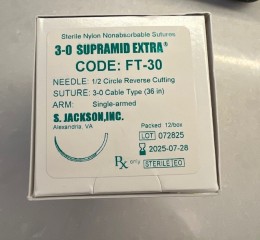 Sterile Nylon Nonabsorbable Sutures
3-0 SUPRAMID EXTRA®
CODE: FT-30
NEEDLE: 1/2 Circle Reverse Cutting
SUTURE: 3-0 Cable Type (36 in)
ARM: Single-armed
S. JACKSON, INC.
Alexandria, VA
Packed: 12/box
LOT 072825
2025-07-28
Rx only STERILE EO